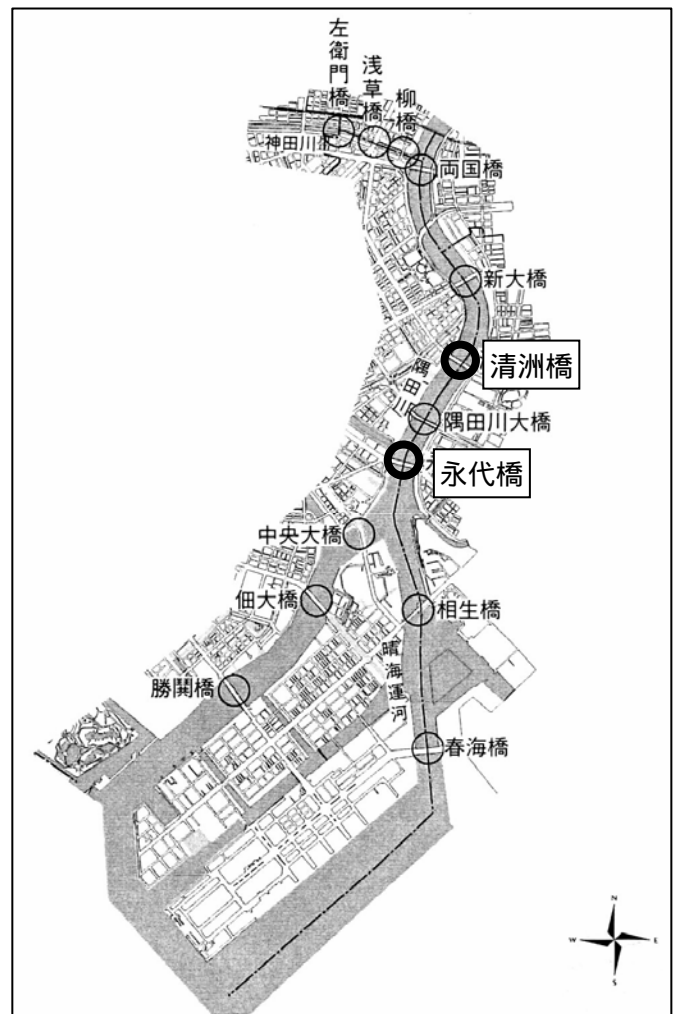 左衛門橋
浅草橋
柳橋
神田川
両国橋
新大橋
清洲橋
隅田川
隅田川大橋
永代橋
中央大橋
佃大橋
相生橋
晴海運河
勝鬨橋
春海橋
N
W
E
S